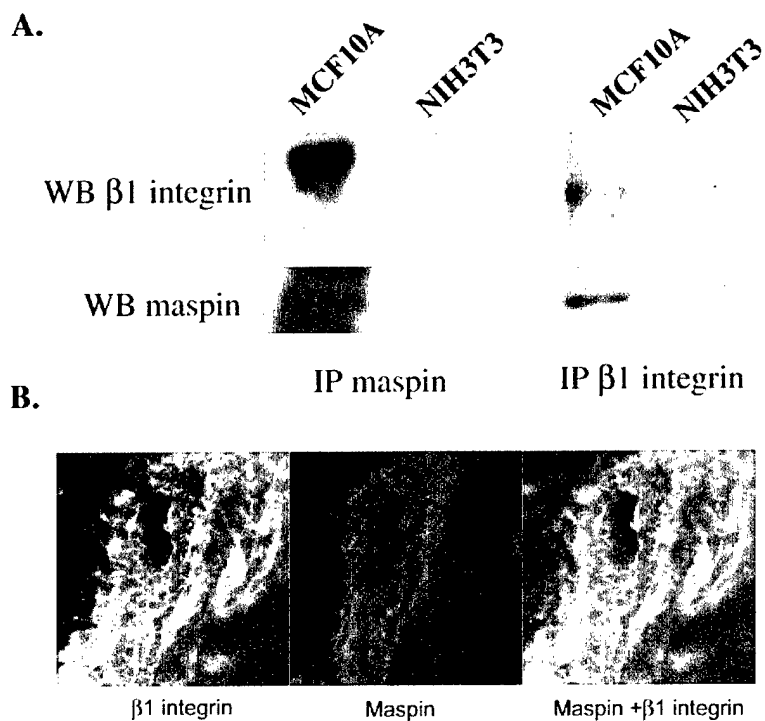 A.
MCF10A NIH3T3 MCF10A NIH3T3
WB β1 integrin
WB maspin
IP maspin IP β1 integrin
B.
β1 integrin Maspin Maspin +β1 integrin